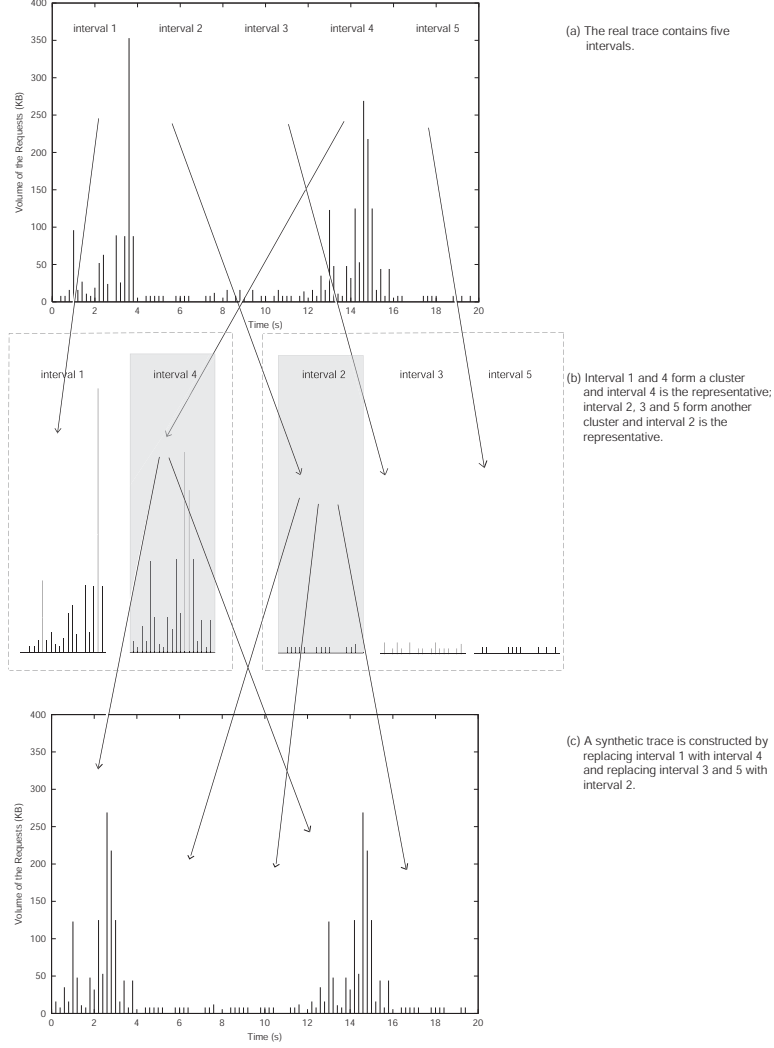 400
350
300
250
200
150
100
50
0
Volume of the Requests (KB)
interval 1 interval 2 interval 3 interval 4 interval 5
0 2 4 6 8 10 12 14 16 18 20
Time (s)
(a) The real trace contains five
intervals.
interval 1 interval 4 interval 2 interval 3 interval 5
(b) Interval 1 and 4 form a cluster
and interval 4 is the representative;
interval 2, 3 and 5 form another
cluster and interval 2 is the
representative.
400
350
300
250
200
150
100
50
0
Volume of the Requests (KB)
0 2 4 6 8 10 12 14 16 18 20
Time (s)
(c) A synthetic trace is constructed by
replacing interval 1 with interval 4
and replacing interval 3 and 5 with
interval 2.